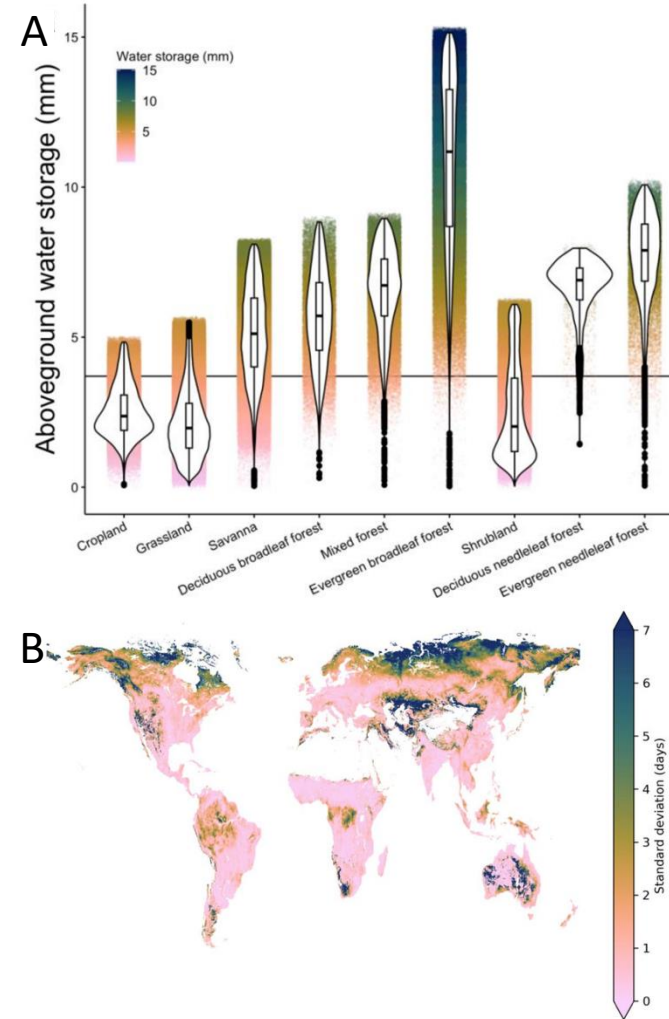 A
Aboveground water storage (mm)
15
10
5
0
Water storage (mm)
15
10
5
Cropland
Grassland
Savanna
Deciduous broadleaf forest
Mixed forest
Evergreen broadleaf forest
Shrubland
Deciduous needleleaf forest
Evergreen needleleaf forest
B
7
6
5
4
3
2
1
0
Standard deviation (days)